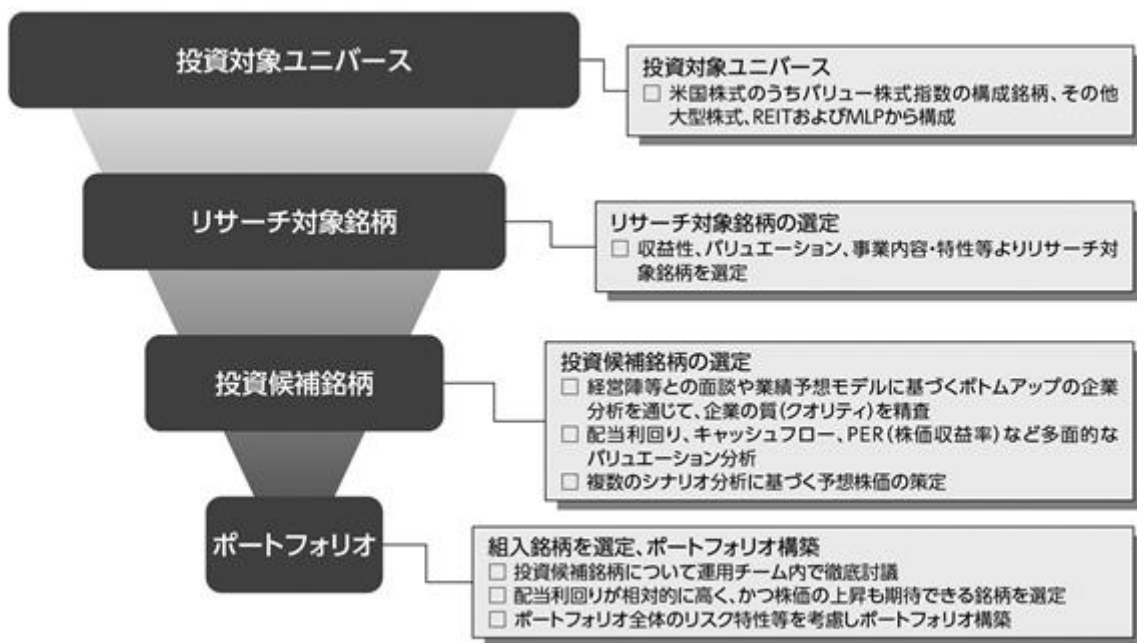 投資対象ユニバース
投資対象ユニバース
□ 米国株式のうちバリュー株式指数の構成銘柄、その他
大型株式、REITおよびMLPから構成
リサーチ対象銘柄
リサーチ対象銘柄の選定
□ 収益性、バリュエーション、事業内容・特性等よりリサーチ対
象銘柄を選定
投資候補銘柄
投資候補銘柄の選定
□ 経営陣等との面談や業績予想モデルに基づくボトムアップの企業
分析を通じて、企業の質(クオリティ)を精査
□ 配当利回り、キャッシュフロー、PER(株価収益率)など多面的な
バリュエーション分析
□ 複数のシナリオ分析に基づく予想株価の策定
ポートフォリオ
組入銘柄を選定、ポートフォリオ構築
□ 投資候補銘柄について運用チーム内で徹底討議
□ 配当利回りが相対的に高く、かつ株価の上昇も期待できる銘柄を選定
□ ポートフォリオ全体のリスク特性等を考慮しポートフォリオ構築